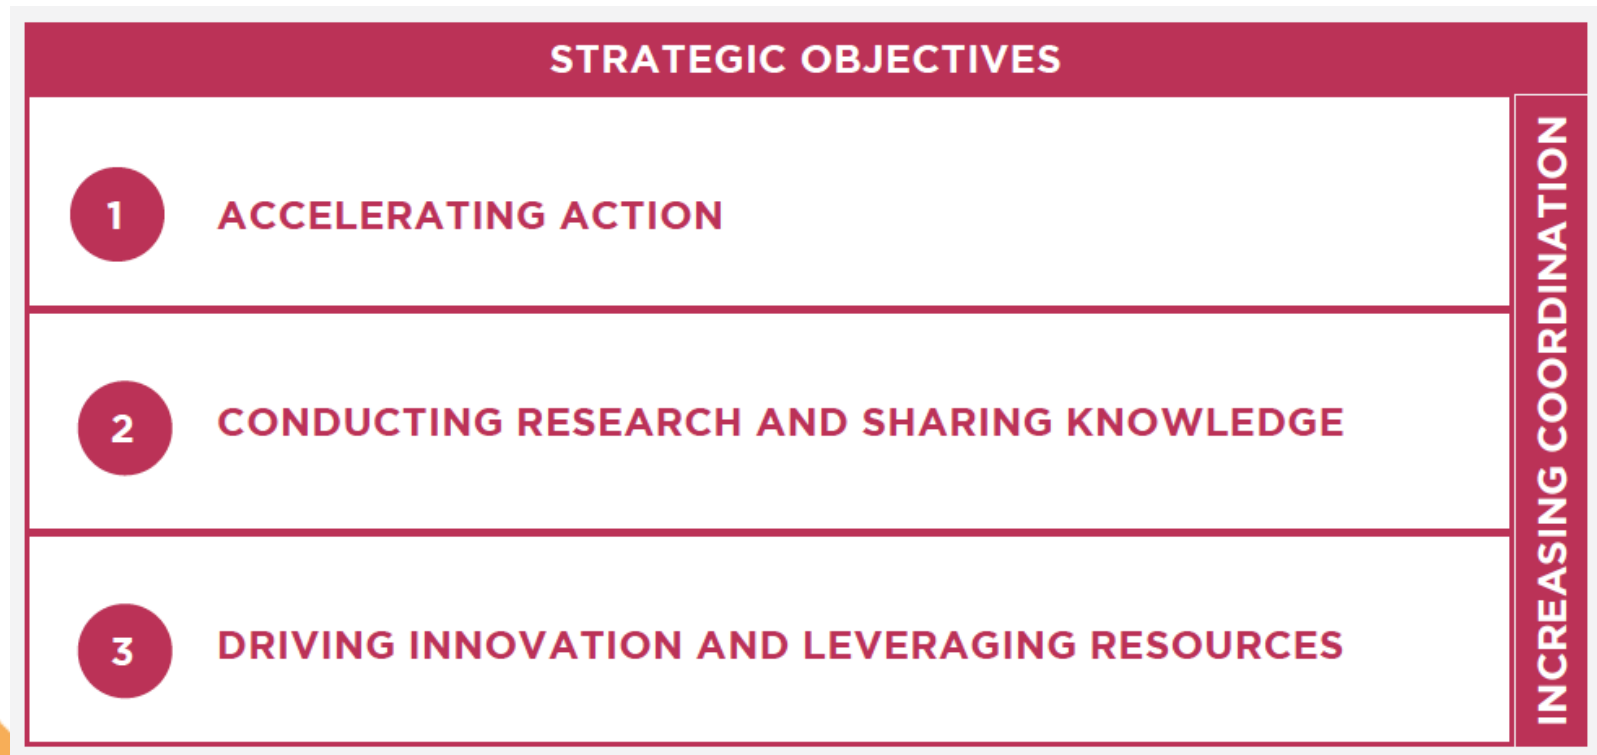 STRATEGIC OBJECTIVES
1
ACCELERATING ACTION
2
CONDUCTING RESEARCH AND SHARING KNOWLEDGE
3
DRIVING INNOVATION AND LEVERAGING RESOURCES
INCREASING COORDINATION